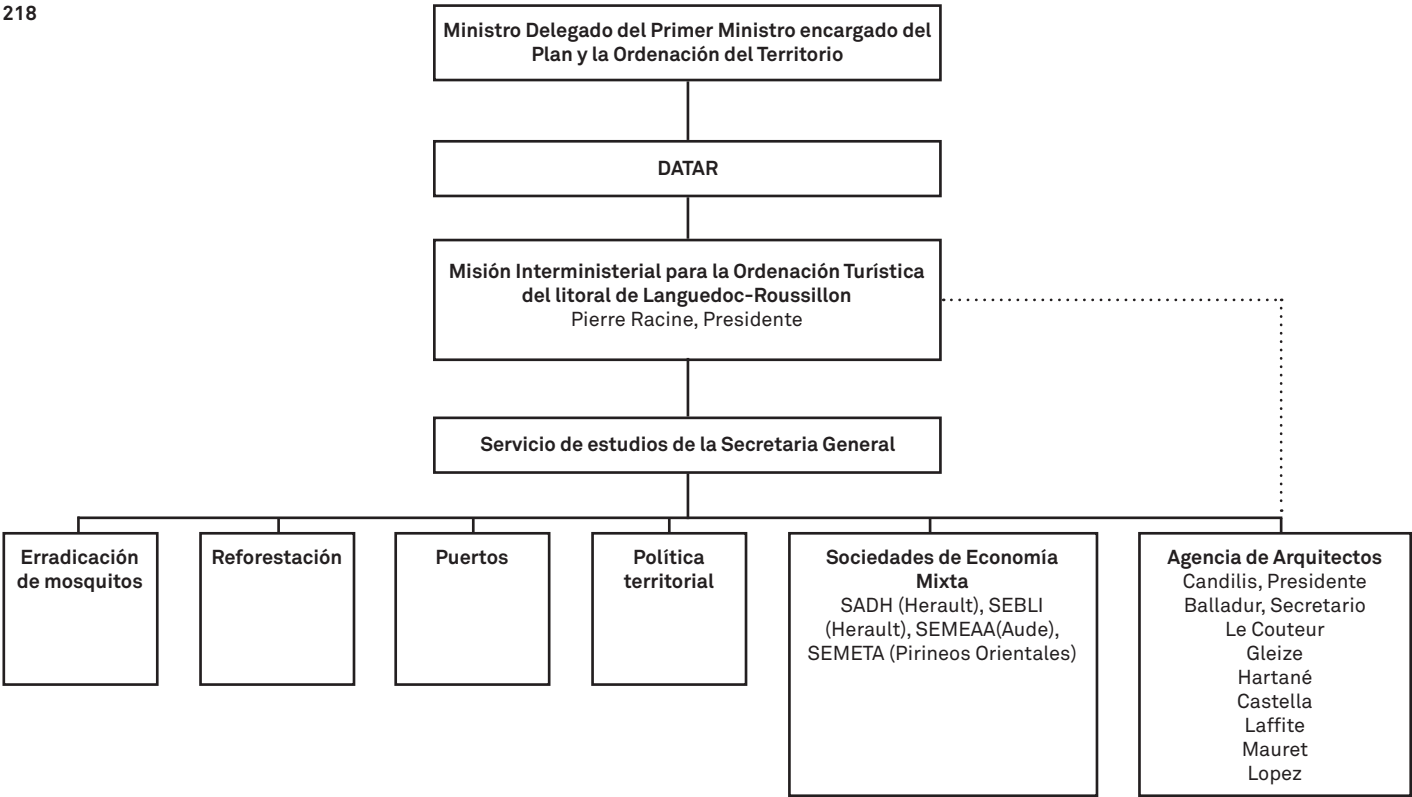 218
Ministro Delegado del Primer Ministro encargado del
Plan y la Ordenación del Territorio
DATAR
Misión Interministerial para la Ordenación Turística
del litoral de Languedoc-Roussillon
Pierre Racine, Presidente
Servicio de estudios de la Secretaria General
Erradicación
de mosquitos
Reforestación
Puertos
Política
territorial
Sociedades de Economía
Mixta
SADH (Herault), SEBLI
(Herault), SEMEAA(Aude),
SEMETA (Pirineos Orientales)
Agencia de Arquitectos
Candilis, Presidente
Balladur, Secretario
Le Couteur
Gleize
Hartané
Castella
Laffite
Mauret
Lopez